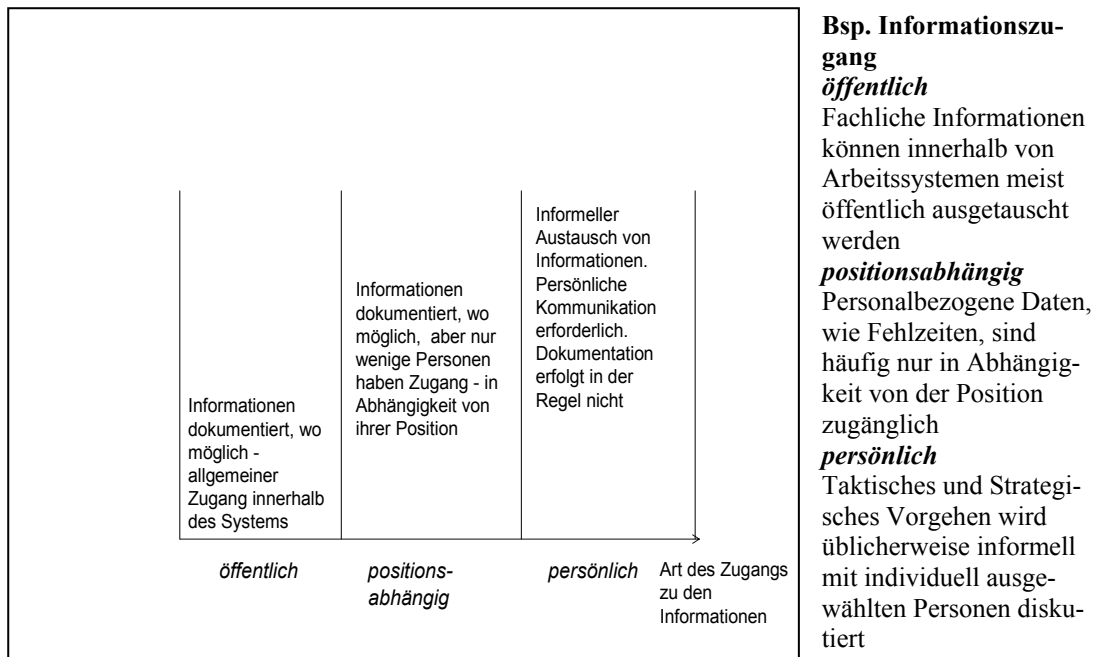 Informationen
dokumentiert, wo
möglich -
allgemeiner
Zugang innerhalb
des Systems
Informationen
dokumentiert, wo
möglich,  aber nur
wenige Personen
haben Zugang - in
Abhängigkeit von
ihrer Position
Informeller
Austausch von
Informationen.
Persönliche
Kommunikation
erforderlich.
Dokumentation
erfolgt in der
Regel nicht
öffentlich
positions-
abhängig
persönlich
Art des Zugangs
zu den
Informationen
Bsp. Informationszu-
gang
öffentlich
Fachliche Informationen
können innerhalb von
Arbeitssystemen meist
öffentlich ausgetauscht
werden
positionsabhängig
Personalbezogene Daten,
wie Fehlzeiten, sind
häufig nur in Abhängig-
keit von der Position
zugänglich
persönlich
Taktisches und Strategi-
sches Vorgehen wird
üblicherweise informell
mit individuell ausge-
wählten Personen disku-
tiert